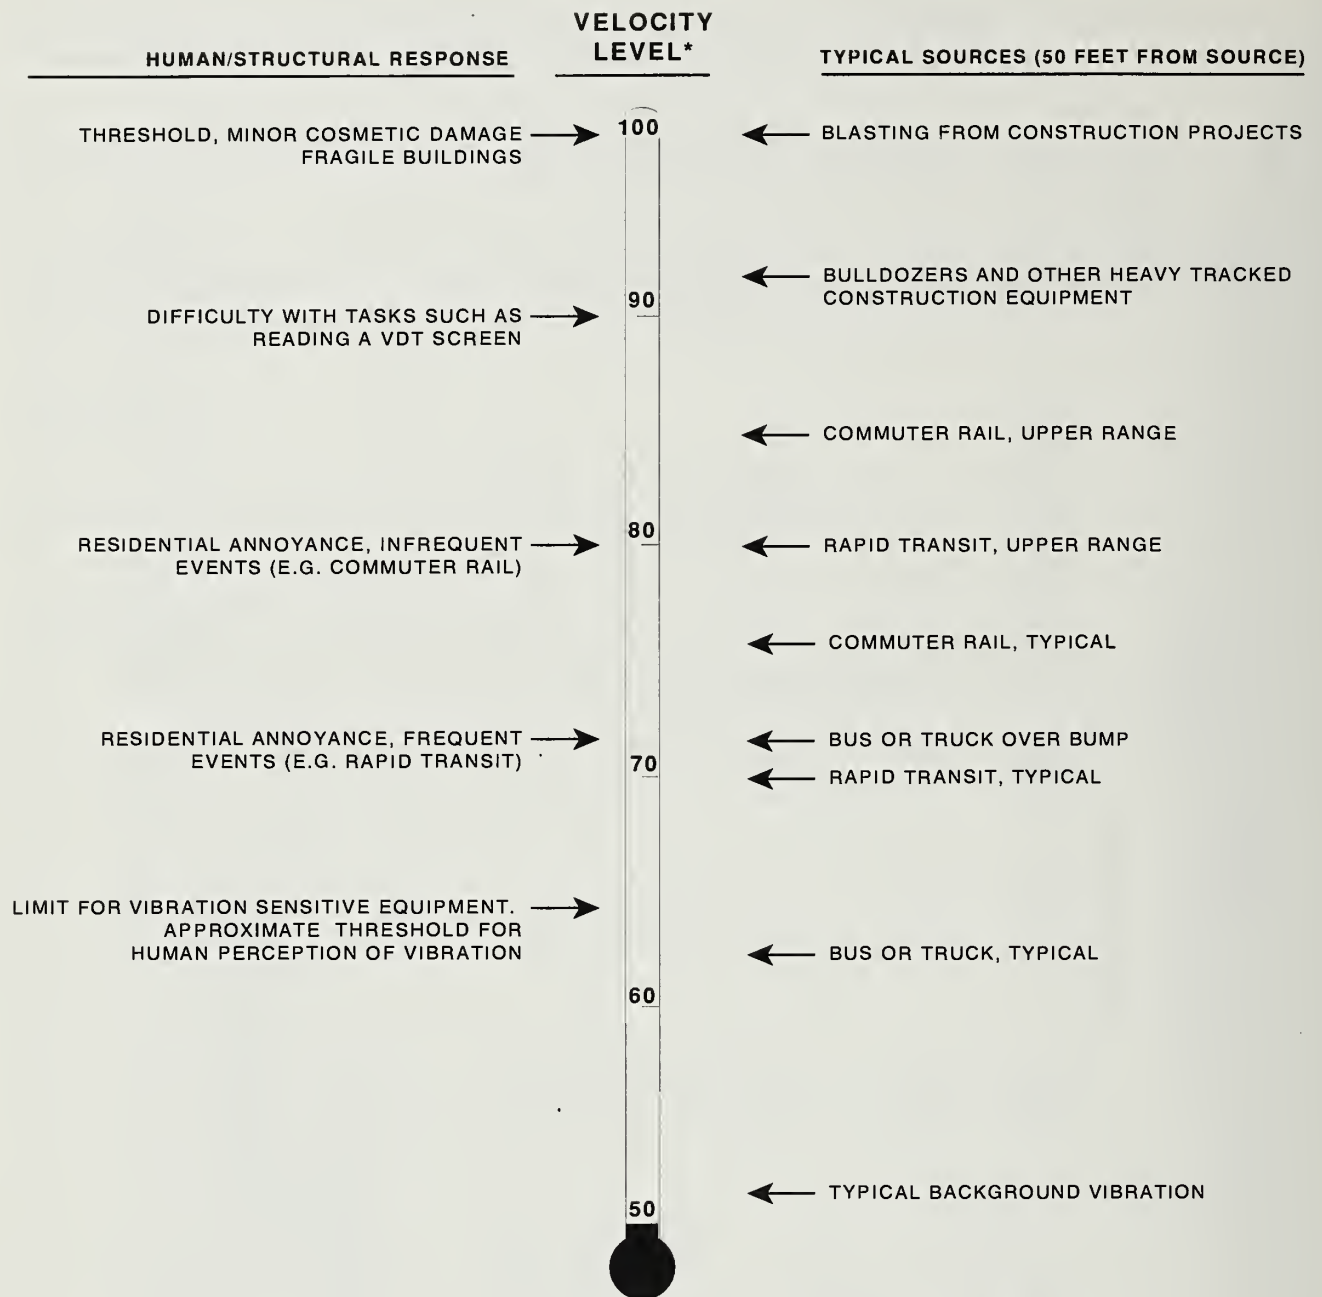 VELOCITY
LEVEL*
HUMAN/STRUCTURAL RESPONSE
TYPICAL SOURCES (50 FEET FROM SOURCE)
THRESHOLD, MINOR COSMETIC DAMAGE
FRAGILE BUILDINGS
100
BLASTING FROM CONSTRUCTION PROJECTS
BULLDOZERS AND OTHER HEAVY TRACKED
CONSTRUCTION EQUIPMENT
90
DIFFICULTY WITH TASKS SUCH AS
READING A VDT SCREEN
COMMUTER RAIL, UPPER RANGE
80
RESIDENTIAL ANNOYANCE, INFREQUENT
EVENTS (E.G. COMMUTER RAIL)
RAPID TRANSIT, UPPER RANGE
COMMUTER RAIL, TYPICAL
RESIDENTIAL ANNOYANCE, FREQUENT
EVENTS (E.G. RAPID TRANSIT)
BUS OR TRUCK OVER BUMP
70
RAPID TRANSIT, TYPICAL
LIMIT FOR VIBRATION SENSITIVE EQUIPMENT.
APPROXIMATE THRESHOLD FOR
HUMAN PERCEPTION OF VIBRATION
BUS OR TRUCK, TYPICAL
60
TYPICAL BACKGROUND VIBRATION
50